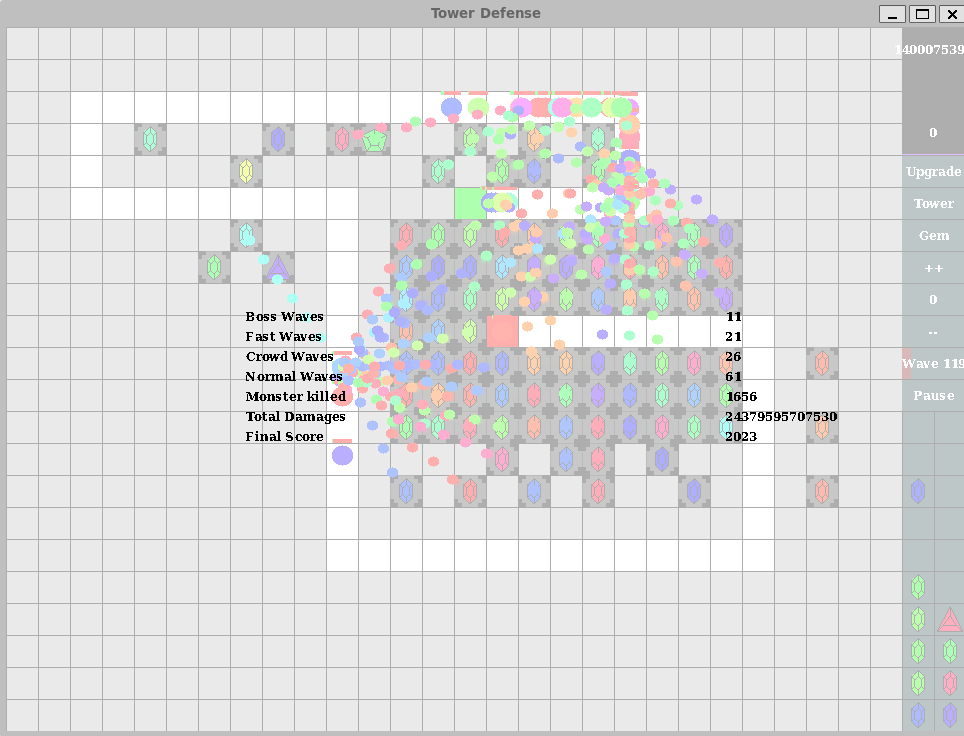 Tower Defense
140007539
0
Upgrade
Tower
Gem
++
0
--
Wave 119
Pause
Boss Waves 11
Fast Waves 21
Crowd Waves 26
Normal Waves 61
Monster killed 1656
Total Damages 24379595707530
Final Score 2023